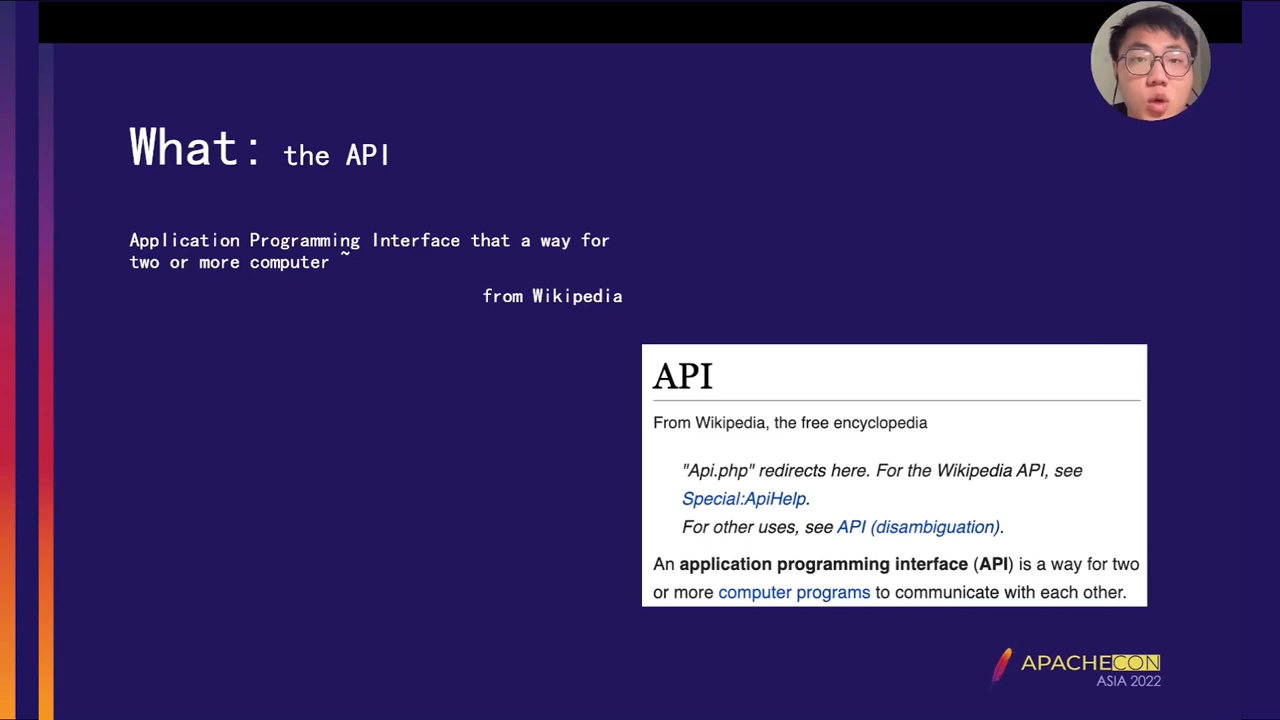 What: the API
Application Programming Interface that a way for
two or more computer ~
from Wikipedia
API
From Wikipedia, the free encyclopedia
"Api.php" redirects here. For the Wikipedia API, see
Special:ApiHelp.
For other uses, see API (disambiguation).
An application programming interface (API) is a way for two
or more computer programs to communicate with each other.
APACHECON
ASIA 2022